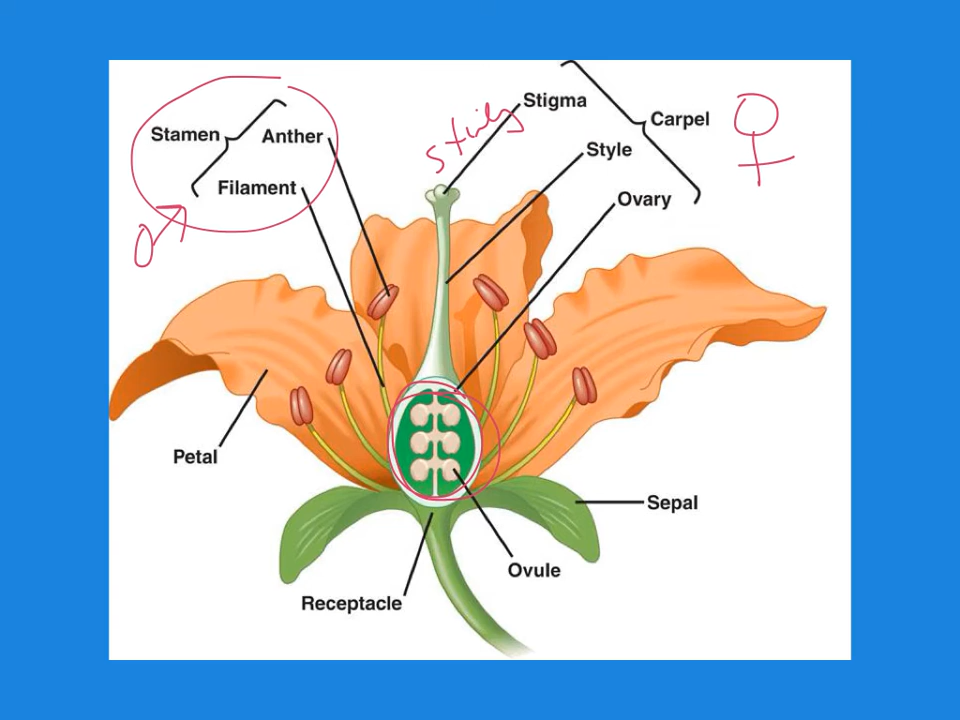 Stigma
Stamen
Anther
Carpel
Style
Filament
Ovary
Petal
Sepal
Ovule
Receptacle